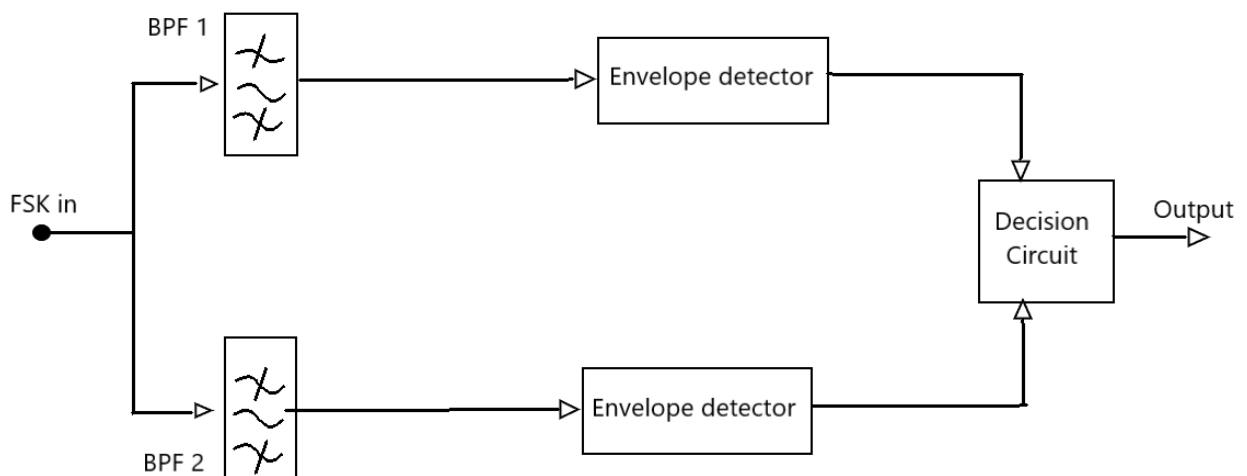 BPF 1
Envelope detector
FSK in
Decision
Circuit
Output
Envelope detector
BPF 2